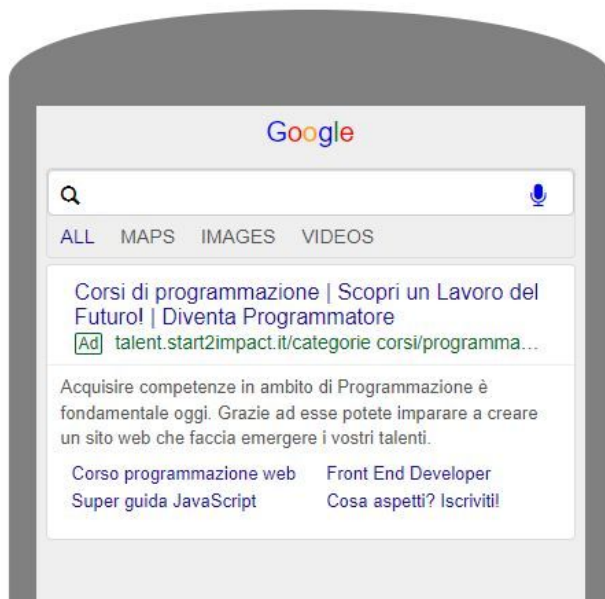 Google
ALL MAPS IMAGES VIDEOS
Corsi di programmazione | Scopri un Lavoro del
Futuro! | Diventa Programmatore
Ad talent.start2impact.it/categorie corsi/programma...
Acquisire competenze in ambito di Programmazione è
fondamentale oggi. Grazie ad esse potete imparare a creare
un sito web che faccia emergere i vostri talenti.
Corso programmazione web Front End Developer
Super guida JavaScript Cosa aspetti? Iscriviti!